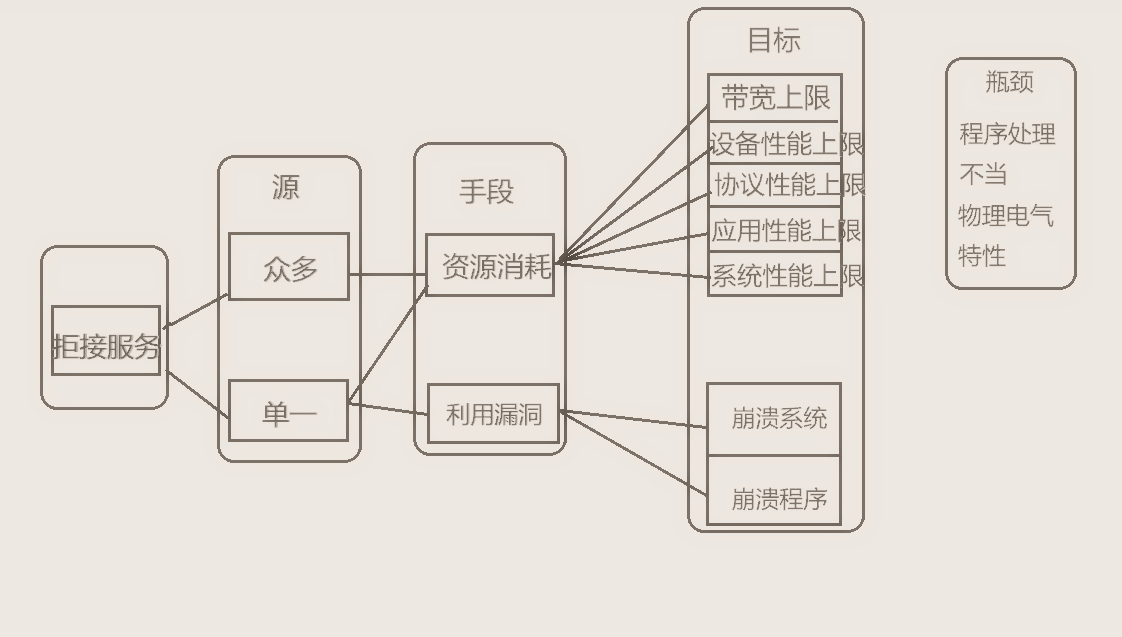 拒接服务
源
众多
单一
手段
资源消耗
利用漏洞
目标
带宽上限
设备性能上限
协议性能上限
应用性能上限
系统性能上限
崩溃系统
崩溃程序
瓶颈
程序处理
不当
物理电气
特性